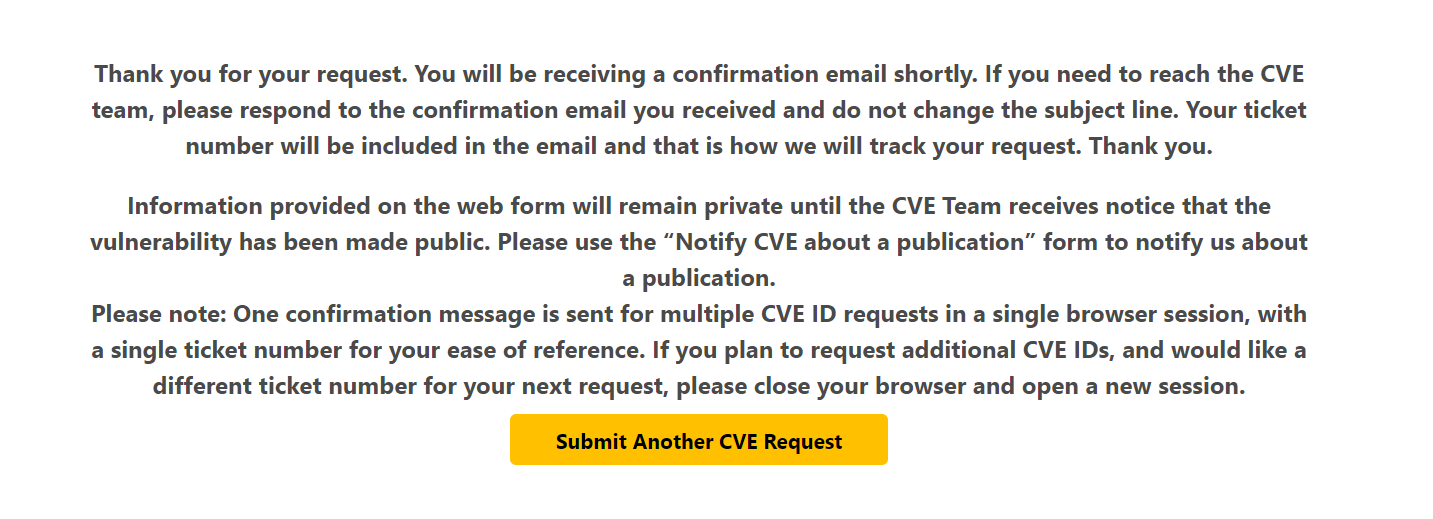 Thank you for your request. You will be receiving a confirmation email shortly. If you need to reach the CVE
team, please respond to the confirmation email you received and do not change the subject line. Your ticket
number will be included in the email and that is how we will track your request. Thank you.
Information provided on the web form will remain private until the CVE Team receives notice that the
vulnerability has been made public. Please use the “Notify CVE about a publication” form to notify us about
a publication.
Please note: One confirmation message is sent for multiple CVE ID requests in a single browser session, with
a single ticket number for your ease of reference. If you plan to request additional CVE IDs, and would like a
different ticket number for your next request, please close your browser and open a new session.
Submit Another CVE Request